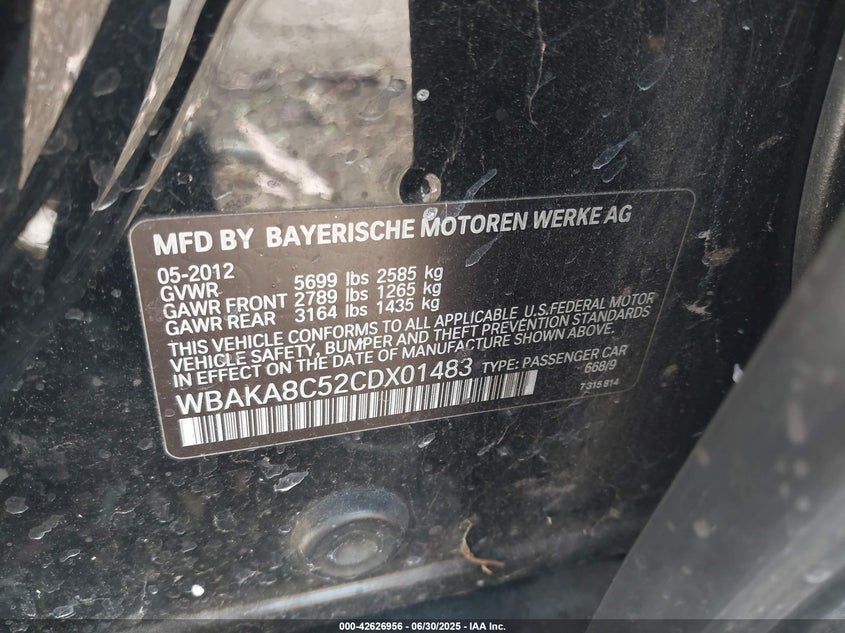 MFD BY BAYERISCHE MOTOREN WERKE AG
05-2012
GVWR 5699 lbs 2585 kg
GAWR FRONT 2789 lbs 1265 kg
GAWR REAR 3164 lbs 1435 kg
THIS VEHICLE CONFORMS TO ALL APPLICABLE U.S.FEDERAL MOTOR
VEHICLE SAFETY, BUMPER AND THEFT PREVENTION STANDARDS
IN EFFECT ON THE DATE OF MANUFACTURE SHOWN ABOVE.
WBAKA8C52CDX01483 TYPE: PASSENGER CAR
668/9
7 315 814
000-42626956 - 06/30/2025 - IAA Inc.